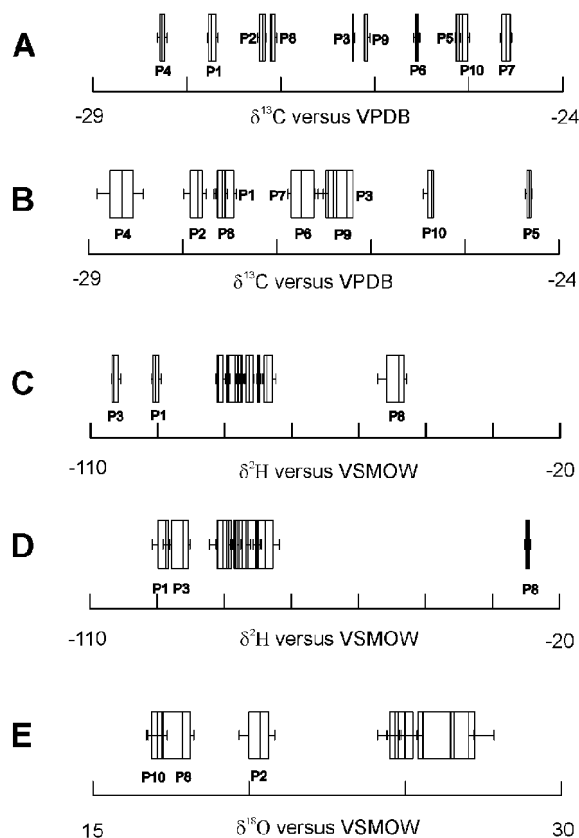 A
P4 P1 P2 P8 P3 P9 P6 P5 P10 P7
-29 -24
δ¹³C versus VPDB
B
P4 P2 P8 P1 P7 P6 P9 P3 P10 P5
-29 -24
δ¹³C versus VPDB
C
P3 P1 P8
-110 -20
δ²H versus VSMOW
D
P1 P3 P8
-110 -20
δ²H versus VSMOW
E
P10 P8 P2
15 30
δ¹⁸O versus VSMOW